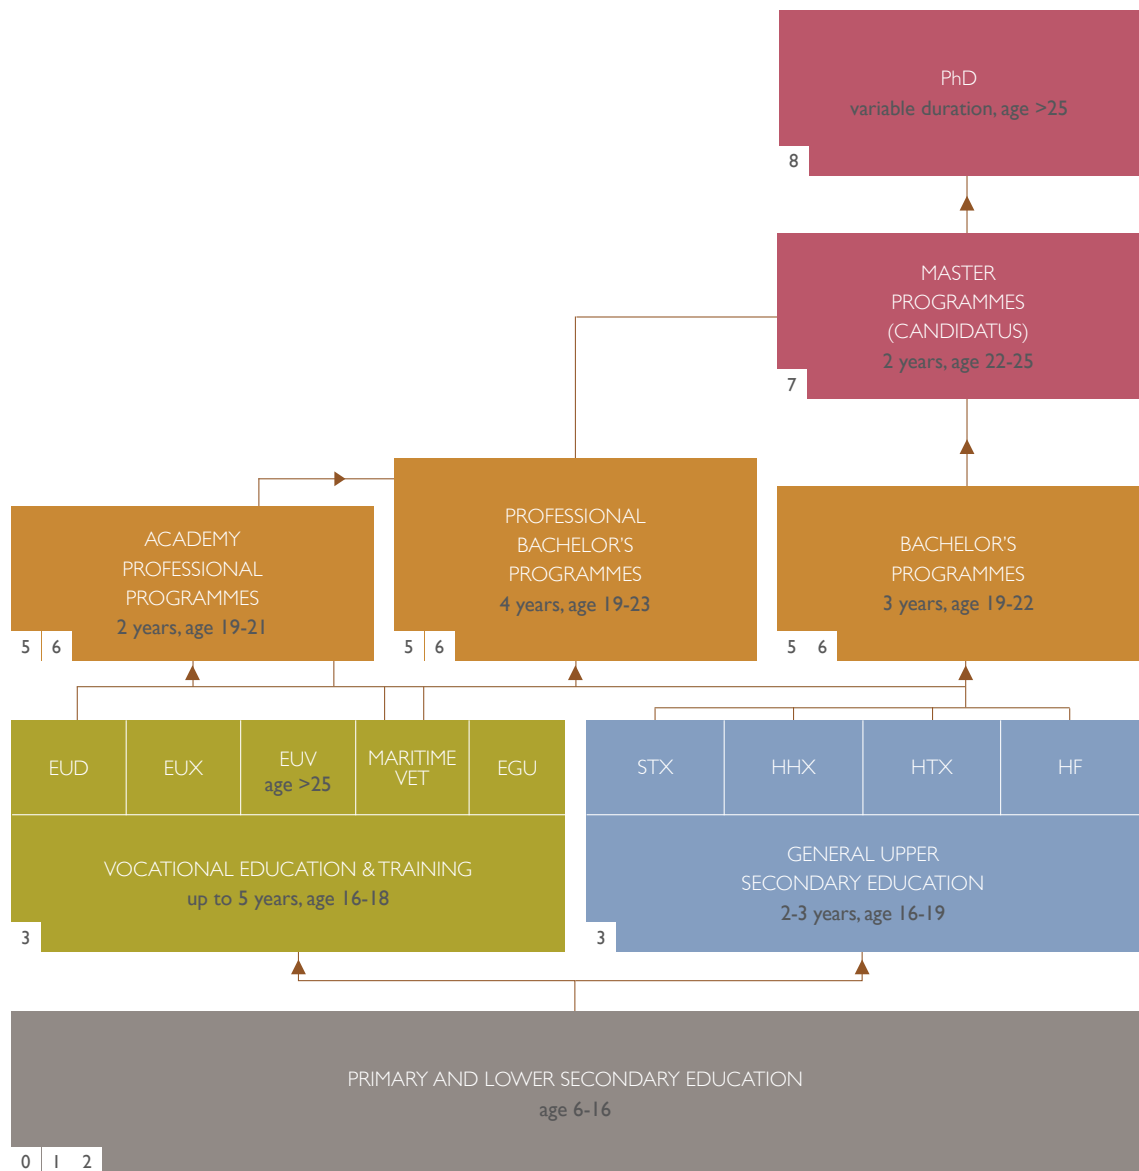 PhD
variable duration, age >25
8
MASTER
PROGRAMMES
(CANDIDATUS)
2 years, age 22-25
7
ACADEMY
PROFESSIONAL
PROGRAMMES
2 years, age 19-21
5 6
PROFESSIONAL
BACHELOR'S
PROGRAMMES
4 years, age 19-23
5 6
BACHELOR'S
PROGRAMMES
3 years, age 19-22
5 6
EUD
EUX
EUV
age >25
MARITIME
VET
EGU
VOCATIONAL EDUCATION & TRAINING
up to 5 years, age 16-18
3
STX
HHX
HTX
HF
GENERAL UPPER
SECONDARY EDUCATION
2-3 years, age 16-19
3
PRIMARY AND LOWER SECONDARY EDUCATION
age 6-16
0 1 2